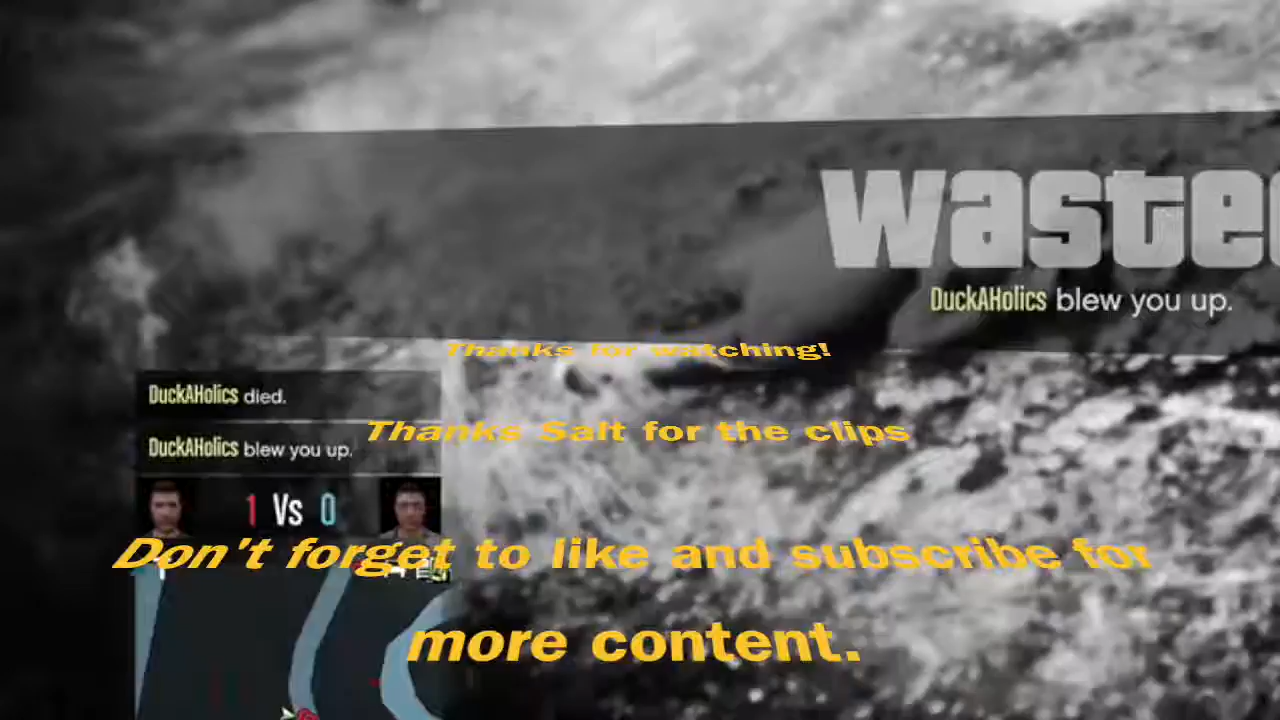 wasted
DuckAHolics blew you up.
Thanks for watching!
DuckAHolics died.
Thanks Salt for the clips
DuckAHolics blew you up.
1 Vs 0
Don't forget to like and subscribe for
more content.